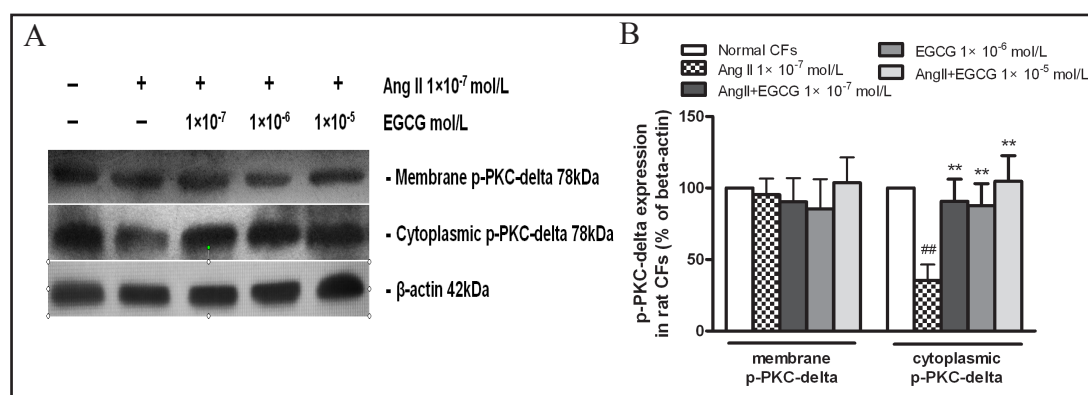 A
− + + + + Ang II 1×10⁻⁷ mol/L
− − 1×10⁻⁷ 1×10⁻⁶ 1×10⁻⁵ EGCG mol/L
- Membrane p-PKC-delta 78kDa
- Cytoplasmic p-PKC-delta 78kDa
- β-actin 42kDa
B
Normal CFs
Ang II 1× 10⁻⁷ mol/L
AngII+EGCG 1× 10⁻⁷ mol/L
EGCG 1× 10⁻⁶ mol/L
AngII+EGCG 1× 10⁻⁵ mol/L
p-PKC-delta expression
in rat CFs (% of beta-actin)
150
100
50
0
##
**
**
**
membrane
p-PKC-delta
cytoplasmic
p-PKC-delta